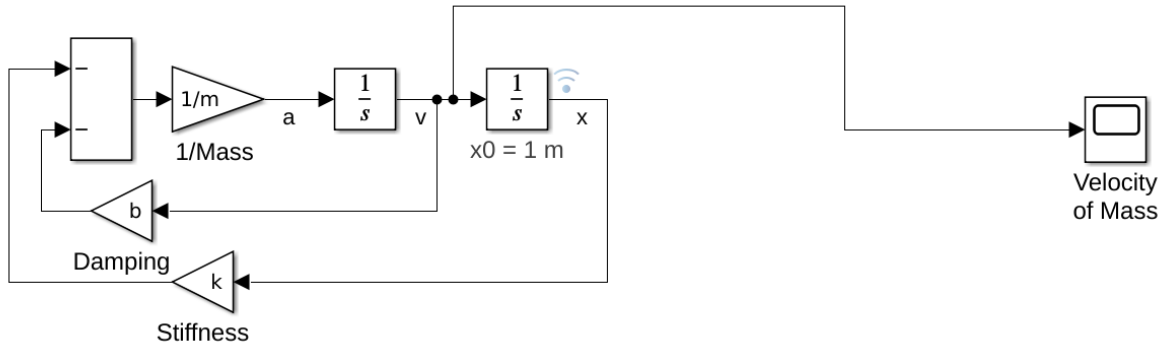 −
−
1/m
1/Mass
a
1
s
v
1
s
x
x0 = 1 m
b
Damping
k
Stiffness
Velocity
of Mass